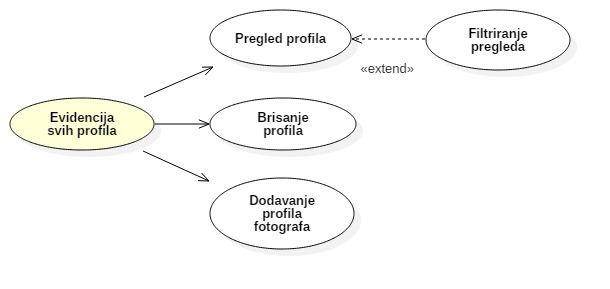 Pregled profila
Filtriranje
pregleda
«extend»
Evidencija
svih profila
Brisanje
profila
Dodavanje
profila
fotografa